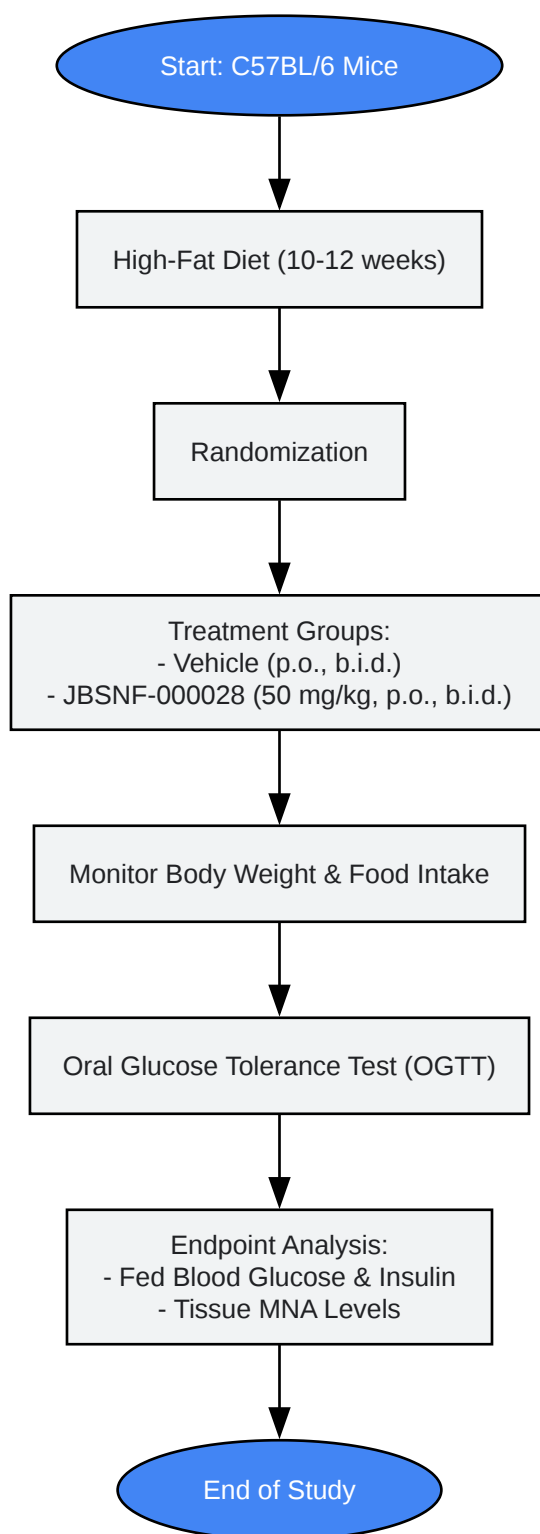 Start: C57BL/6 Mice
High-Fat Diet (10-12 weeks)
Randomization
Treatment Groups:
- Vehicle (p.o., b.i.d.)
- JBSNF-000028 (50 mg/kg, p.o., b.i.d.)
Monitor Body Weight & Food Intake
Oral Glucose Tolerance Test (OGTT)
Endpoint Analysis:
- Fed Blood Glucose & Insulin
- Tissue MNA Levels
End of Study